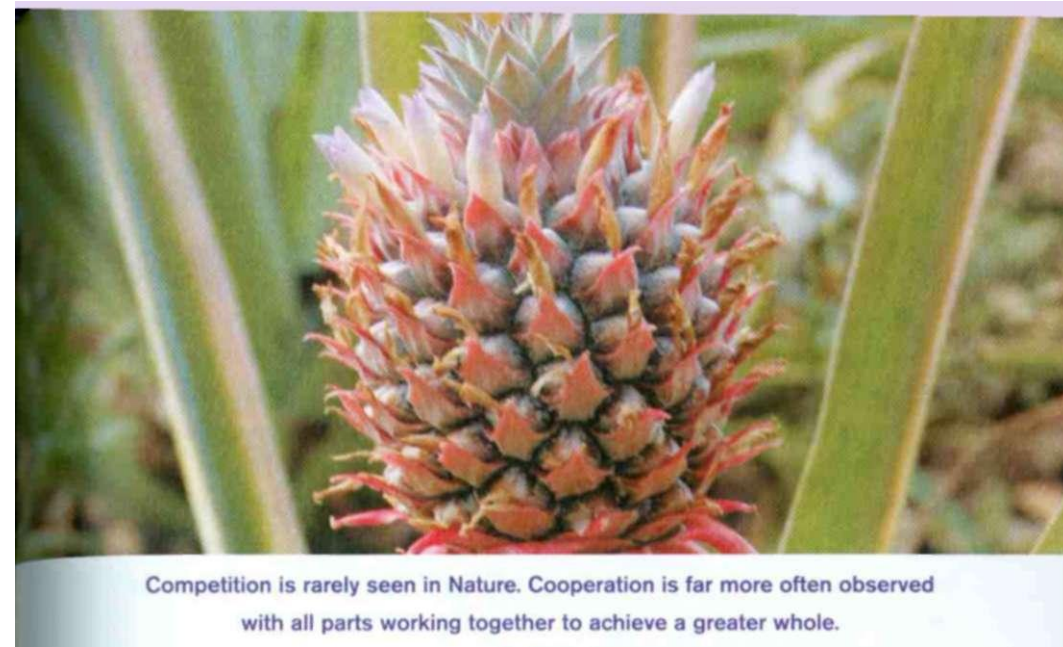 Competition is rarely seen in Nature. Cooperation is far more often observed
with all parts working together to achieve a greater whole.